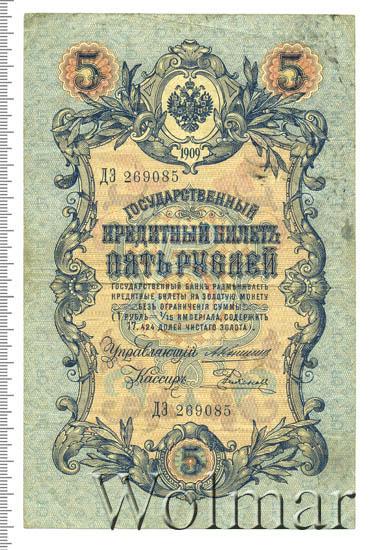 5 5
1909
ДЭ 269085
ГОСУДАРСТВЕННЫЙ
КРЕДИТНЫЙ БИЛЕТЪ
ПЯТЬ РУБЛЕЙ
ГОСУДАРСТВЕННЫЙ БАНКЪ РАЗМѢНИВАЕТЪ
КРЕДИТНЫЕ БИЛЕТЫ НА ЗОЛОТУЮ МОНЕТУ
БЕЗЪ ОГРАНИЧЕНІЯ СУММЫ
(1 РУБЛЬ = 1/15 ИМПЕРІАЛА, СОДЕРЖИТЪ
17,424 ДОЛЕЙ ЧИСТАГО ЗОЛОТА).
Управляющій
Кассиръ
ДЭ 269085
5
Wolmar